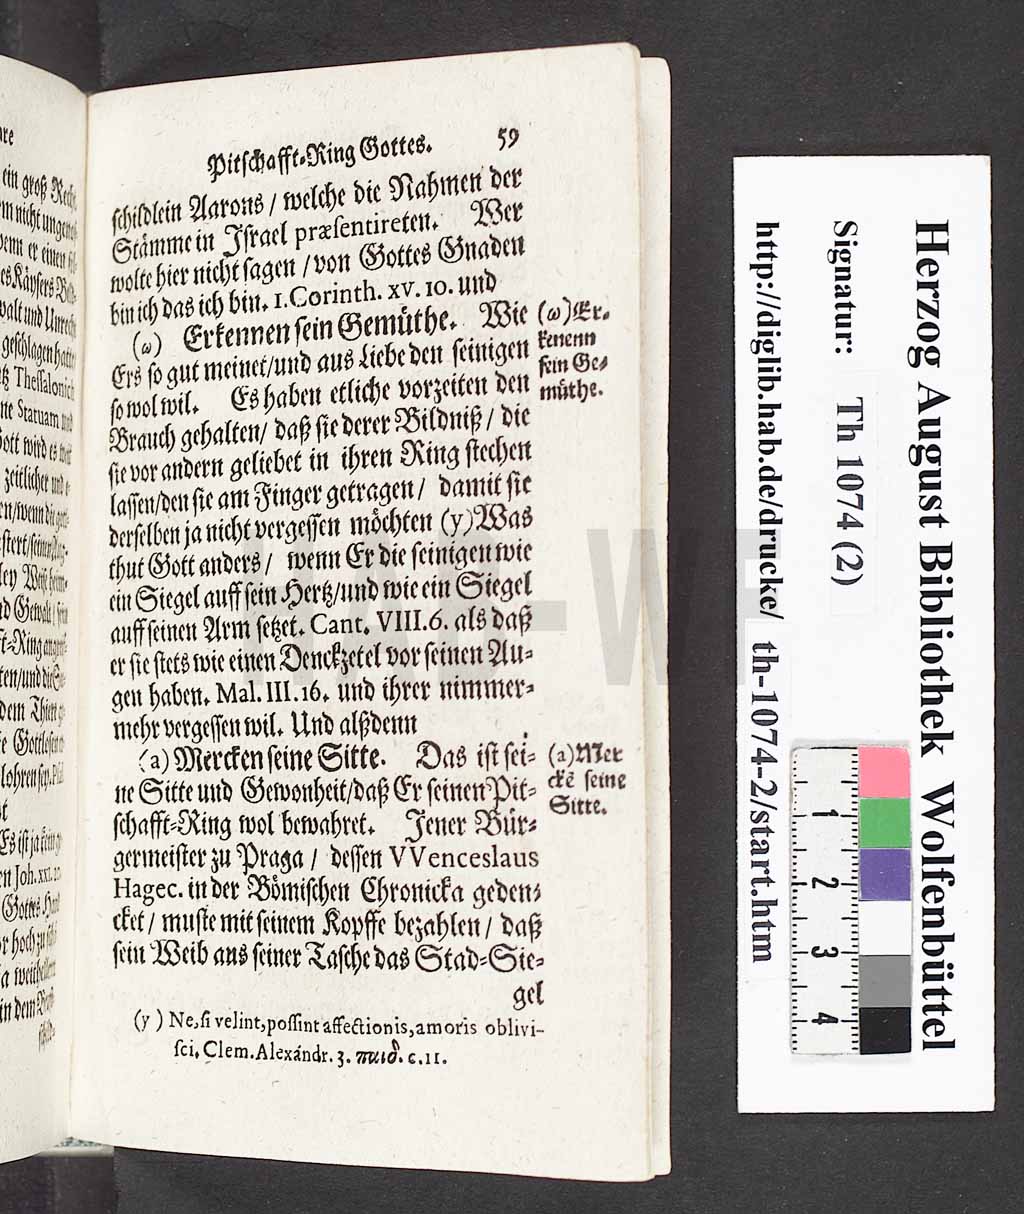 Pitschafft-Ring Gottes. 59
schildlein Aarons / welche die Nahmen der
Stämme in Israel præsentireten. Wer
wolte hier nicht sagen / von Gottes Gnaden
bin ich das ich bin. 1. Corinth. xv. 10. und
(ω) Erkennen sein Gemüthe. Wie
Ers so gut meinet/und aus Liebe den seinigen
so wol wil. Es haben etliche vorzeiten den
Brauch gehalten/ daß sie derer Bildniß / die
sie vor andern geliebet in ihren Ring stechen
lassen/den sie am Finger getragen / damit sie
derselben ja nicht vergessen möchten (y) Was
thut Gott anders / wenn Er die seinigen wie
ein Siegel auff sein Hertz/und wie ein Siegel
auff seinen Arm setzet. Cant. VIII. 6. als daß
er sie stets wie einen Denckzetel vor seinen Au-
gen haben. Mal. III. 16. und ihrer nimmer-
mehr vergessen wil. Und alßdenn
(a) Mercken seine Sitte. Das ist sei-
ne Sitte und Gewonheit/daß Er seinen Pit-
schafft-Ring wol bewahret. Jener Bür-
germeister zu Praga / dessen VVenceslaus
Hagec. in der Bömischen Chronicka geden-
cket / muste mit seinem Kopffe bezahlen / daß
sein Weib aus seiner Tasche das Stad-Sie-
gel
(ω) Er-
kenenn
sein Ge-
müthe.
(a) Mer
ckē seine
Sitte.
(y) Ne, si velint, possint affectionis, amoris oblivi-
sci. Clem. Alexándr. 3. παιδ. c. 11.
Herzog August Bibliothek Wolfenbüttel
Signatur: Th 1074 (2)
http://diglib.hab.de/drucke/ th-1074-2/start.htm
1
2
3
4